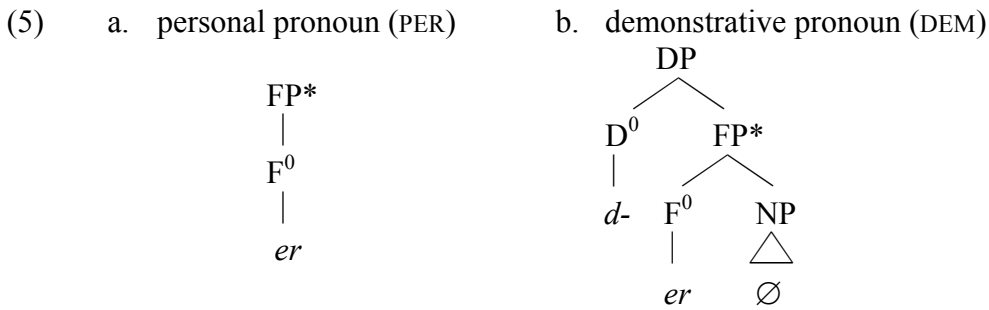 (5) a. personal pronoun (PER) b. demonstrative pronoun (DEM)
DP
FP*
D⁰ FP*
F⁰
d- F⁰ NP
er
er ∅